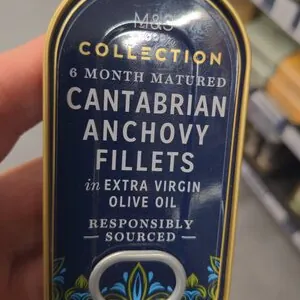 M&S
COLLECTION
6 MONTH MATURED
CANTABRIAN
ANCHOVY
FILLETS
in EXTRA VIRGIN
OLIVE OIL
RESPONSIBLY
SOURCED